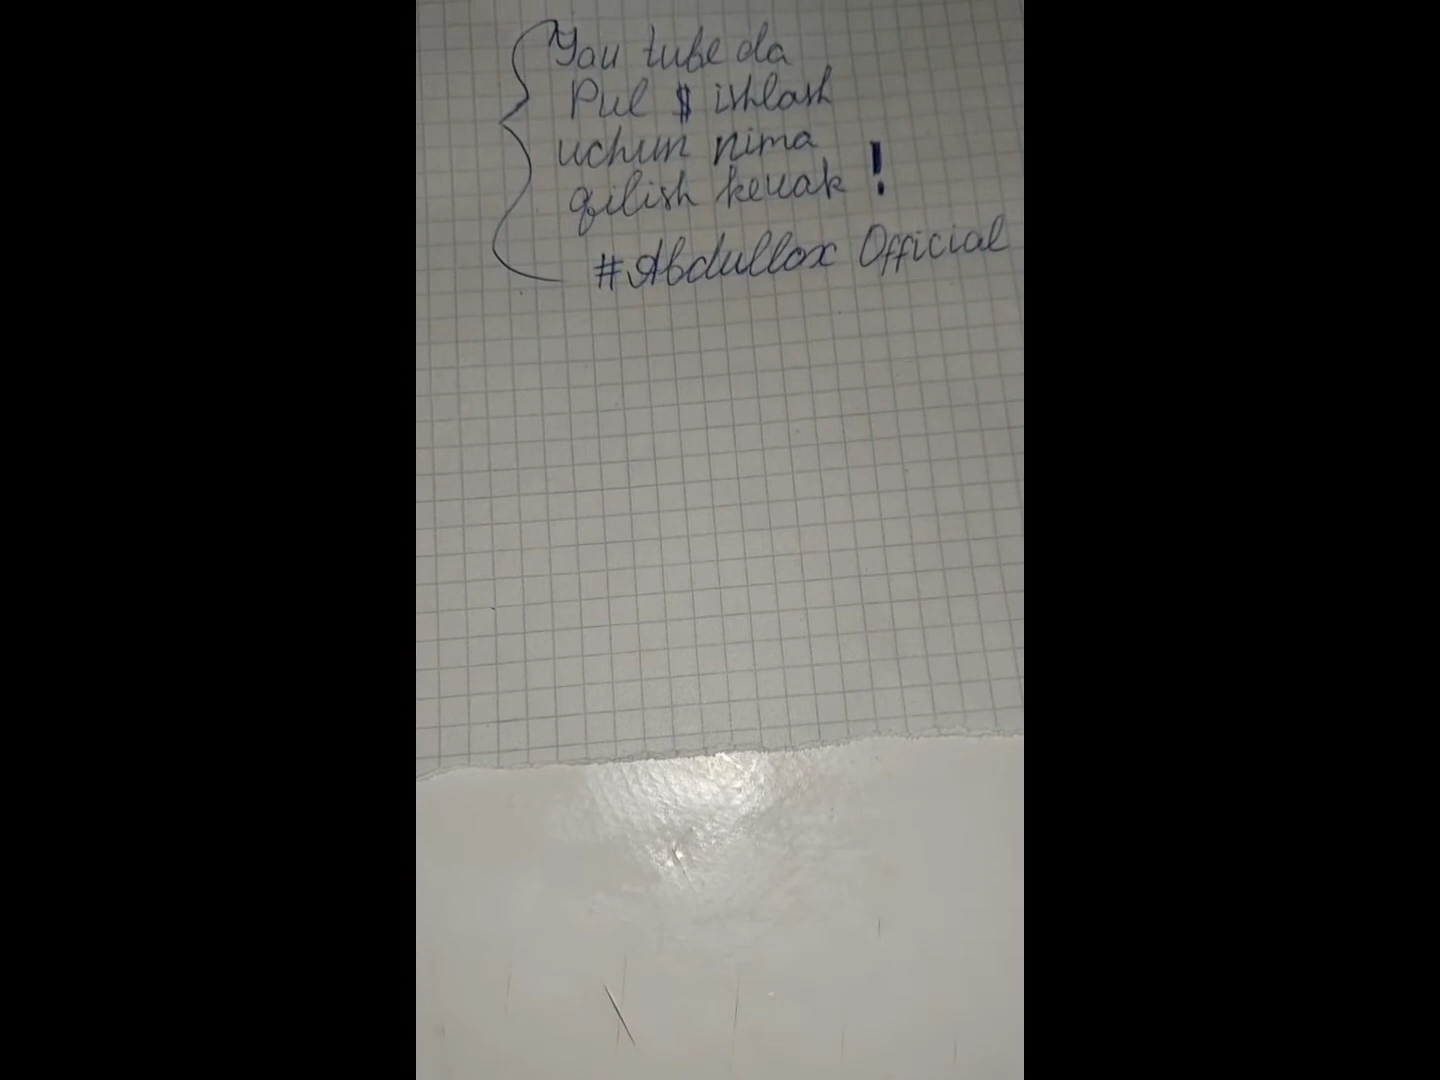 You tube da
Pul $ ishlash
uchun nima
qilish kerak !
#Abdullox Official